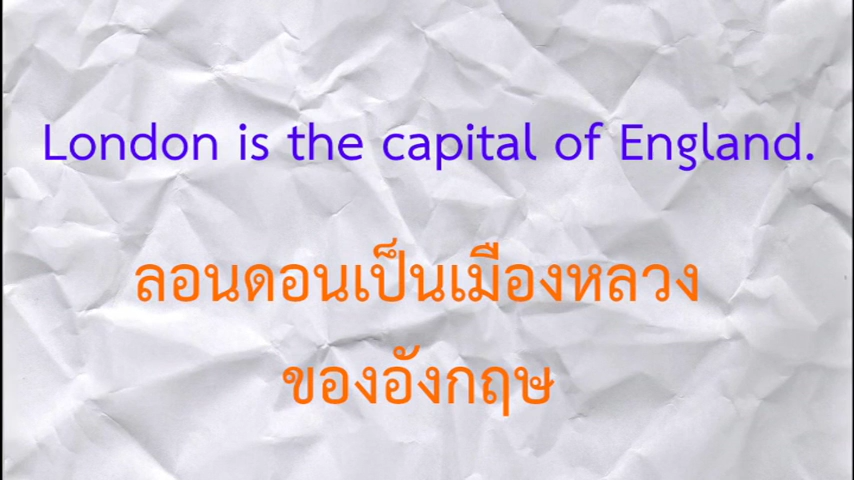 London is the capital of England.
ลอนดอนเป็นเมืองหลวง
ของอังกฤษ